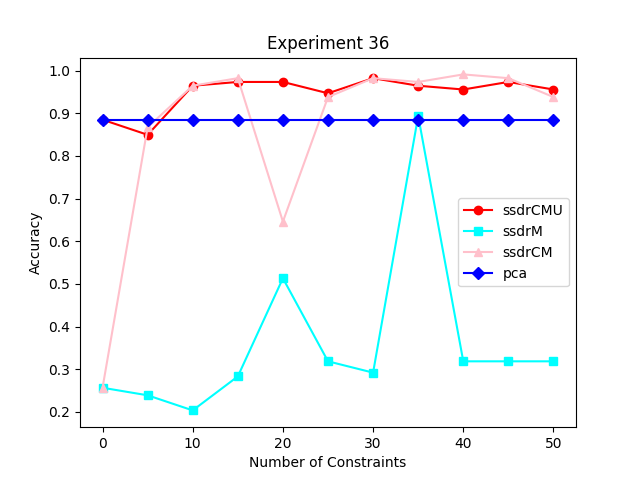 Experiment 36
Accuracy
1.0
0.9
0.8
0.7
0.6
0.5
0.4
0.3
0.2
ssdrCMU
ssdrM
ssdrCM
pca
0 10 20 30 40 50
Number of Constraints